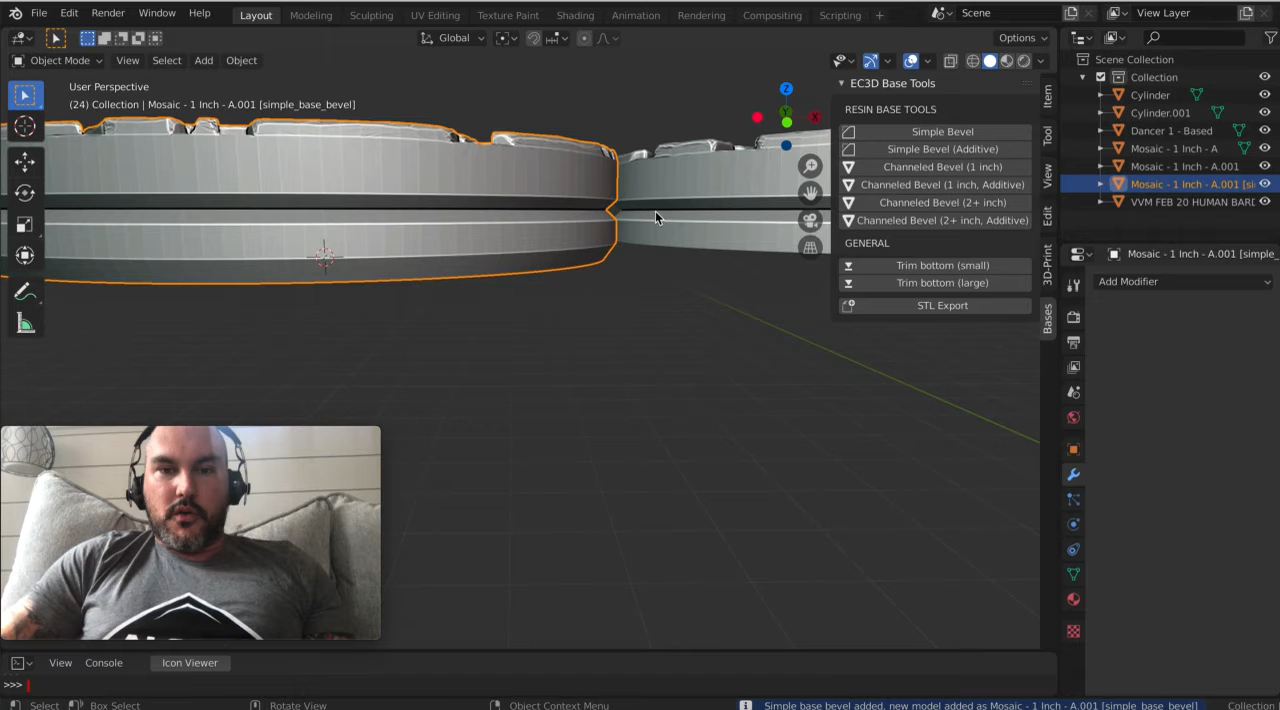 File Edit Render Window Help Layout Modeling Sculpting UV Editing Texture Paint Shading Animation Rendering Compositing Scripting + Scene View Layer
Global Options
Object Mode View Select Add Object
Scene Collection
Collection
Cylinder
Cylinder.001
Dancer 1 - Based
Mosaic - 1 Inch - A
Mosaic - 1 Inch - A.001
Mosaic - 1 Inch - A.001 [si
VVM FEB 20 HUMAN BARD
User Perspective
(24) Collection | Mosaic - 1 Inch - A.001 [simple_base_bevel]
Z
Y
X
EC3D Base Tools
RESIN BASE TOOLS
Simple Bevel
Simple Bevel (Additive)
Channeled Bevel (1 inch)
Channeled Bevel (1 inch, Additive)
Channeled Bevel (2+ inch)
Channeled Bevel (2+ inch, Additive)
GENERAL
Trim bottom (small)
Trim bottom (large)
STL Export
Item
Tool
View
Edit
3D-Print
Bases
Mosaic - 1 Inch - A.001 [simple_
Add Modifier
View Console Icon Viewer
>>>
Select Box Select Rotate View Object Context Menu Simple base bevel added, new model added as Mosaic - 1 Inch - A.001 [simple_base_bevel] Collection